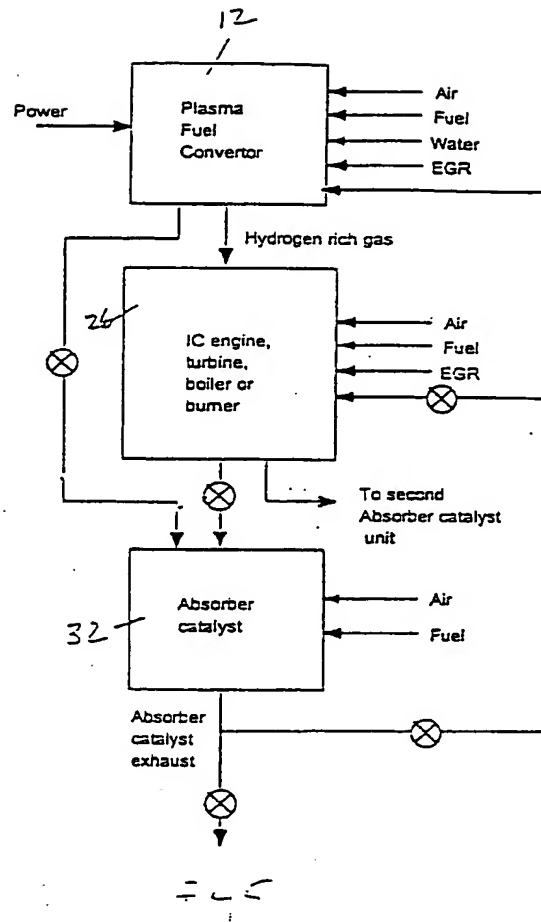 12
Power
Plasma
Fuel
Convertor
Air
Fuel
Water
EGR
Hydrogen rich gas
26
IC engine,
turbine,
boiler or
burner
Air
Fuel
EGR
To second
Absorber catalyst
unit
32
Absorber
catalyst
Air
Fuel
Absorber
catalyst
exhaust